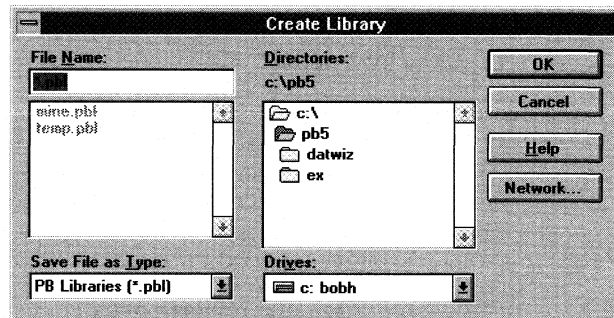 Create Library
File Name:
*.pbl
mine.pbl
temp.pbl
Save File as Type:
PB Libraries (*.pbl)
Directories:
c:\pb5
c:\
pb5
datwiz
ex
Drives:
c: bobh
OK
Cancel
Help
Network...